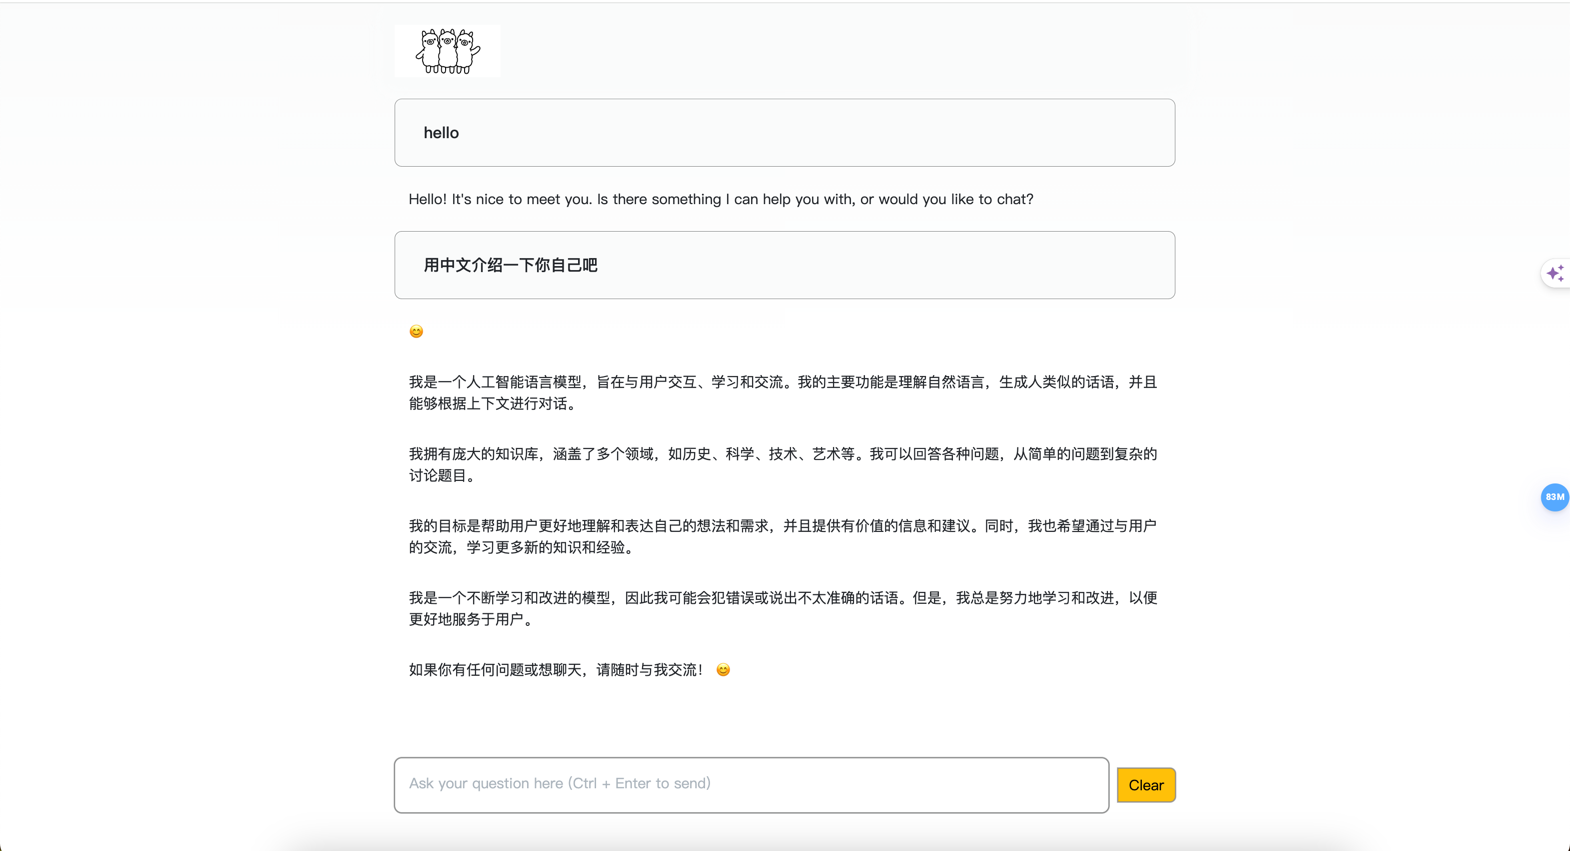 hello
Hello! It's nice to meet you. Is there something I can help you with, or would you like to chat?
用中文介绍一下你自己吧
😊
我是一个人工智能语言模型，旨在与用户交互、学习和交流。我的主要功能是理解自然语言，生成人类似的话语，并且
能够根据上下文进行对话。
我拥有庞大的知识库，涵盖了多个领域，如历史、科学、技术、艺术等。我可以回答各种问题，从简单的问题到复杂的
讨论题目。
我的目标是帮助用户更好地理解和表达自己的想法和需求，并且提供有价值的信息和建议。同时，我也希望通过与用户
的交流，学习更多新的知识和经验。
我是一个不断学习和改进的模型，因此我可能会犯错误或说出不太准确的话语。但是，我总是努力地学习和改进，以便
更好地服务于用户。
如果你有任何问题或想聊天，请随时与我交流！ 😊
83M
Ask your question here (Ctrl + Enter to send)
Clear